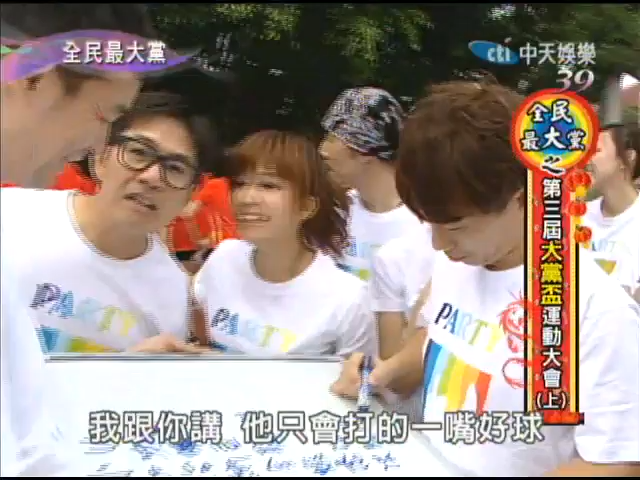 全民最大黨
cti 中天娛樂
39
全民
最大黨
之
第三屆大黨盃運動大會(上)
PARTY
PARTY
PARTY
我跟你講 他只會打的一嘴好球